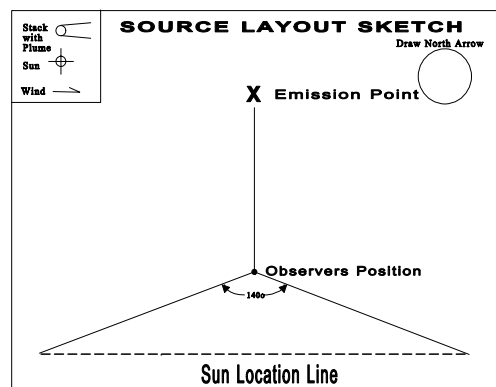 SOURCE LAYOUT SKETCH
Stack
with
Plume
Sun
Wind
Draw North Arrow
X Emission Point
Observers Position
140o
Sun Location Line